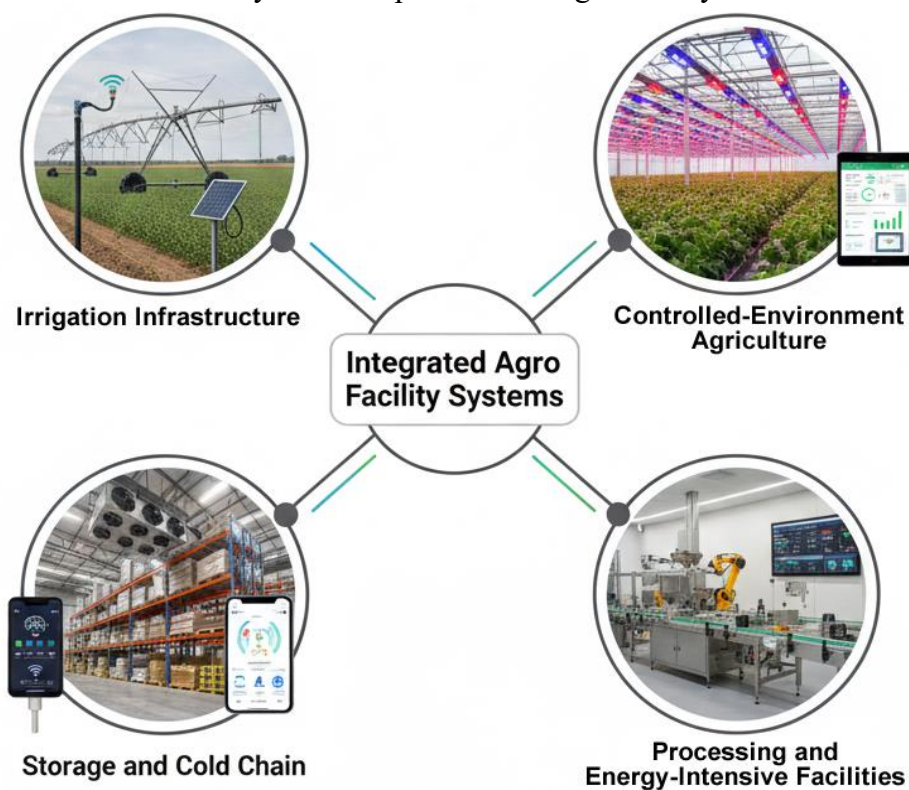 Irrigation Infrastructure
Controlled-Environment
Agriculture
Integrated Agro
Facility Systems
Storage and Cold Chain
Processing and
Energy-Intensive Facilities